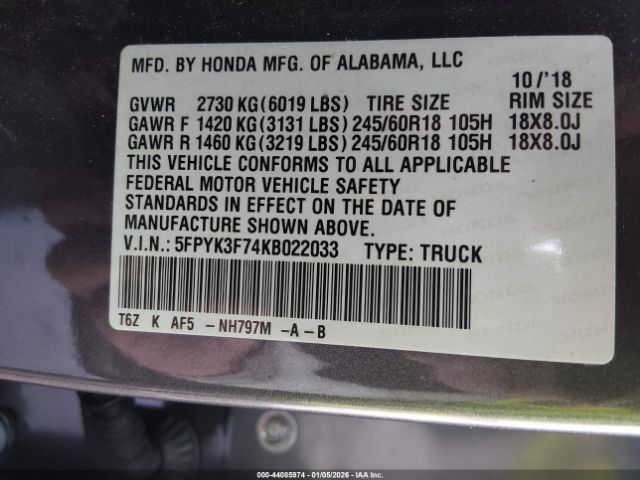 MFD. BY HONDA MFG. OF ALABAMA, LLC
10/'18
GVWR 2730 KG(6019 LBS) TIRE SIZE RIM SIZE
GAWR F 1420 KG(3131 LBS) 245/60R18 105H 18X8.0J
GAWR R 1460 KG(3219 LBS) 245/60R18 105H 18X8.0J
THIS VEHICLE CONFORMS TO ALL APPLICABLE
FEDERAL MOTOR VEHICLE SAFETY
STANDARDS IN EFFECT ON THE DATE OF
MANUFACTURE SHOWN ABOVE.
V.I.N.: 5FPYK3F74KB022033 TYPE: TRUCK
T6Z K AF5 -NH797M -A-B
000-44085974 | 01/05/2026 - IAAI.com